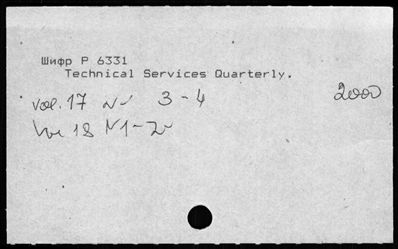 Шифр Р 6331
Technical Services Quarterly.
vol. 17 N 3-4 2000
vol 18 N 1-2